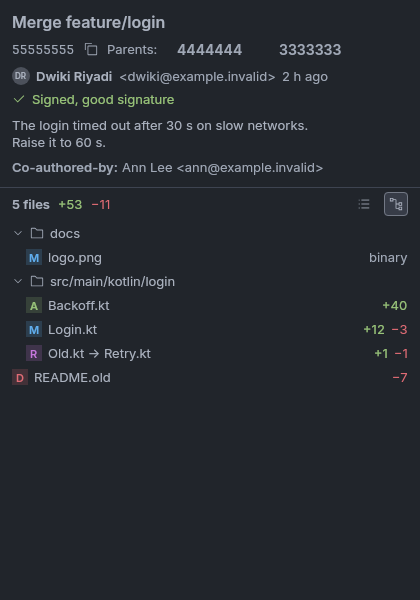 Merge feature/login
55555555 Parents: 4444444 3333333
DR Dwiki Riyadi <dwiki@example.invalid> 2 h ago
Signed, good signature
The login timed out after 30 s on slow networks.
Raise it to 60 s.
Co-authored-by: Ann Lee <ann@example.invalid>
5 files +53 −11
docs
M logo.png binary
src/main/kotlin/login
A Backoff.kt +40
M Login.kt +12 −3
R Old.kt → Retry.kt +1 −1
D README.old −7